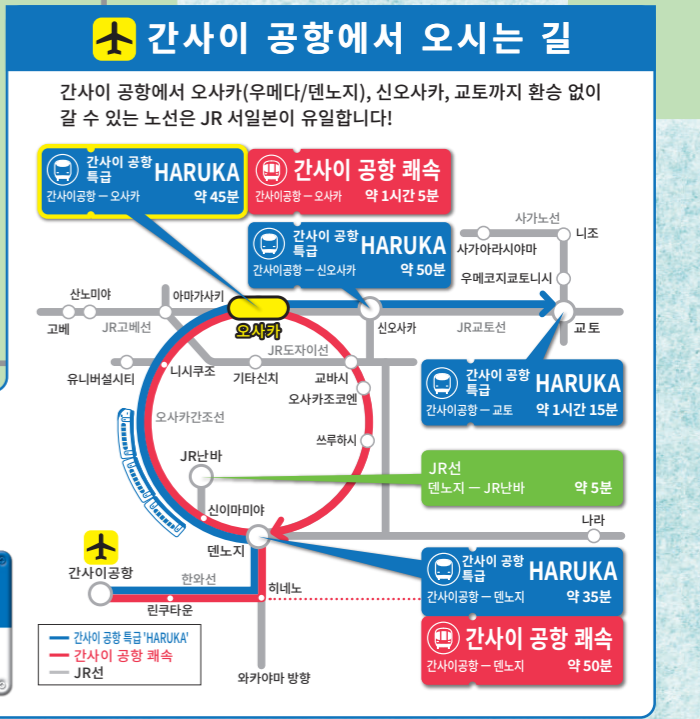 간사이 공항에서 오시는 길
간사이 공항에서 오사카(우메다/덴노지), 신오사카, 교토까지 환승 없이
갈 수 있는 노선은 JR 서일본이 유일합니다!
간사이 공항
특급 HARUKA
간사이공항 ─ 오사카 약 45분
간사이 공항 쾌속
간사이공항 ─ 오사카 약 1시간 5분
간사이 공항
특급 HARUKA
간사이공항 ─ 신오사카 약 50분
사가노선
사가아라시야마
니조
우메코지쿄토니시
산노미야
아마가사키
고베
JR고베선
오사카
신오사카
JR교토선
교토
JR도자이선
유니버설시티
니시쿠조
기타신치
교바시
오사카조코엔
간사이 공항
특급 HARUKA
간사이공항 ─ 교토 약 1시간 15분
오사카간조선
쓰루하시
JR난바
JR선
덴노지 ─ JR난바 약 5분
신이마미야
나라
덴노지
간사이공항
한와선
히네노
린쿠타운
간사이 공항
특급 HARUKA
간사이공항 ─ 덴노지 약 35분
간사이 공항 쾌속
간사이공항 ─ 덴노지 약 50분
간사이 공항 특급 'HARUKA'
간사이 공항 쾌속
JR선
와카야마 방향